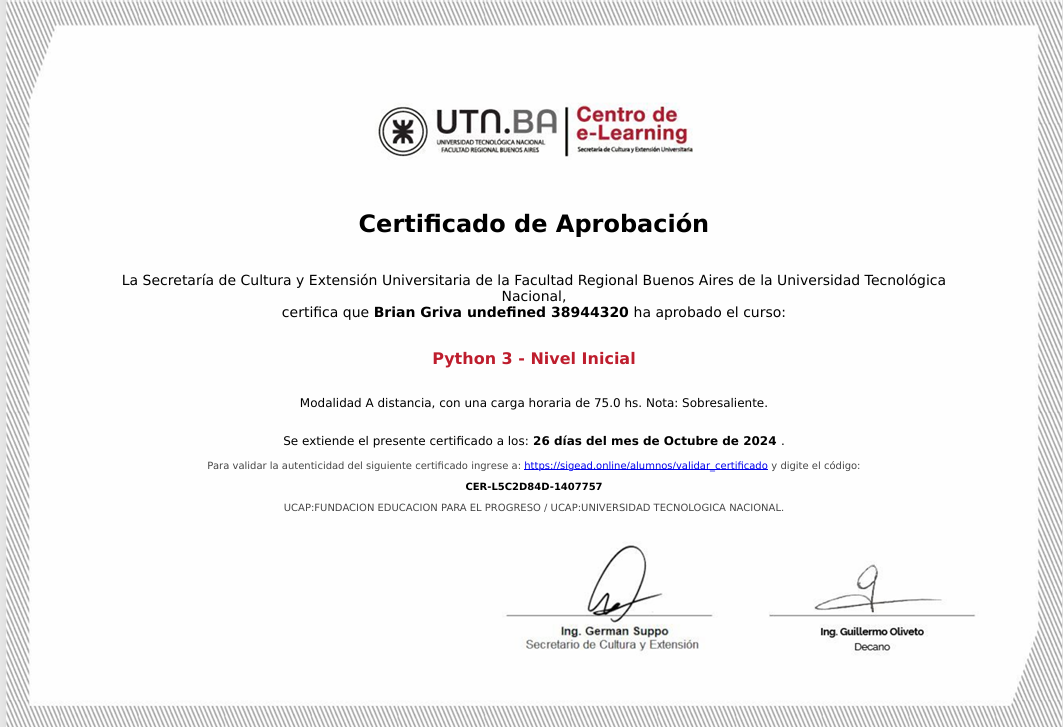 UTN.BA
UNIVERSIDAD TECNOLÓGICA NACIONAL
FACULTAD REGIONAL BUENOS AIRES
Centro de
e-Learning
Secretaría de Cultura y Extensión Universitaria
Certificado de Aprobación
La Secretaría de Cultura y Extensión Universitaria de la Facultad Regional Buenos Aires de la Universidad Tecnológica
Nacional,
certifica que Brian Griva undefined 38944320 ha aprobado el curso:
Python 3 - Nivel Inicial
Modalidad A distancia, con una carga horaria de 75.0 hs. Nota: Sobresaliente.
Se extiende el presente certificado a los: 26 días del mes de Octubre de 2024 .
Para validar la autenticidad del siguiente certificado ingrese a: https://sigead.online/alumnos/validar_certificado y digite el código:
CER-L5C2D84D-1407757
UCAP:FUNDACION EDUCACION PARA EL PROGRESO / UCAP:UNIVERSIDAD TECNOLOGICA NACIONAL.
Ing. German Suppo
Secretario de Cultura y Extensión
Ing. Guillermo Oliveto
Decano